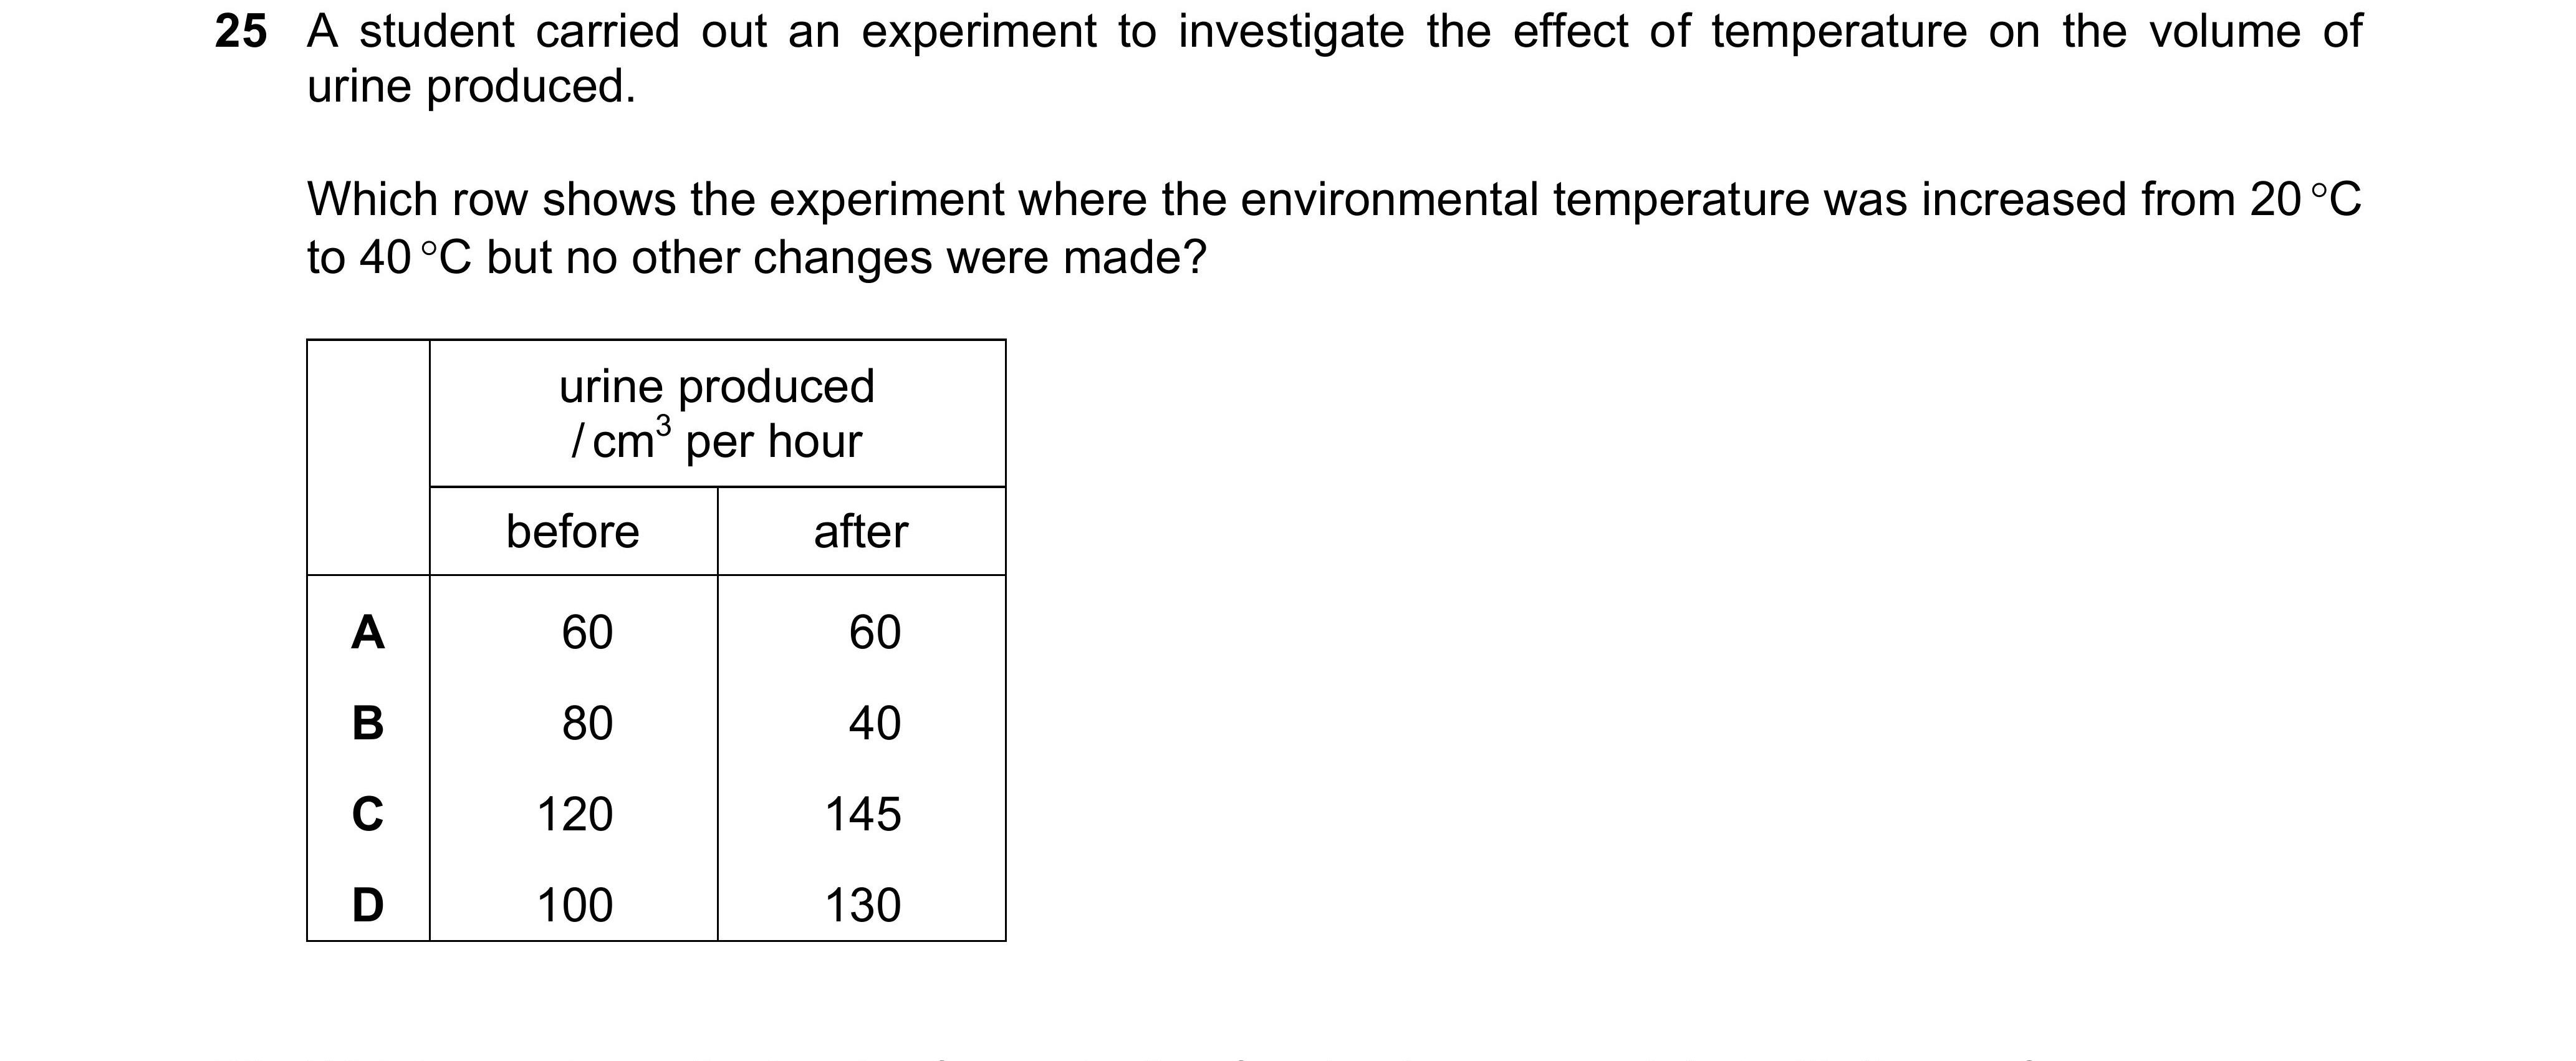 25 A student carried out an experiment to investigate the effect of temperature on the volume of
urine produced.
Which row shows the experiment where the environmental temperature was increased from 20 °C
to 40 °C but no other changes were made?
urine produced
/ cm³ per hour
before after
A 60 60
B 80 40
C 120 145
D 100 130